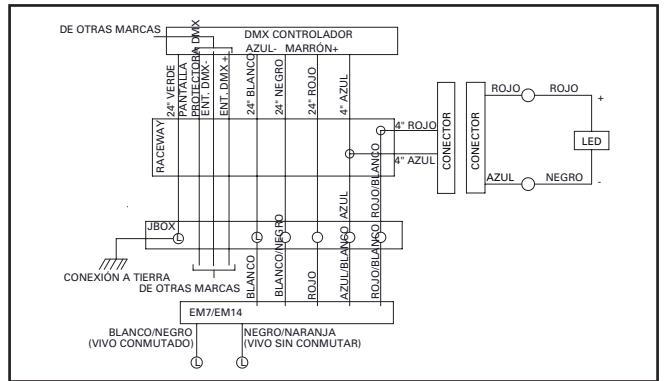 DE OTRAS MARCAS
DMX CONTROLADOR
AZUL- MARRÓN+
24" VERDE
PANTALLA
PROTECTORA DMX
ENT. DMX-
ENT. DMX+
24" BLANCO
24" NEGRO
24" ROJO
4" AZUL
RACEWAY
4" ROJO
4" AZUL
CONECTOR
CONECTOR
ROJO
ROJO
+
LED
AZUL
NEGRO
-
JBOX
L
L
CONEXIÓN A TIERRA
DE OTRAS MARCAS
BLANCO
BLANCO/NEGRO
ROJO
AZUL/BLANCO
AZUL
ROJO/BLANCO
ROJO/BLANCO
EM7/EM14
BLANCO/NEGRO
(VIVO CONMUTADO)
NEGRO/NARANJA
(VIVO SIN CONMUTAR)
L
L